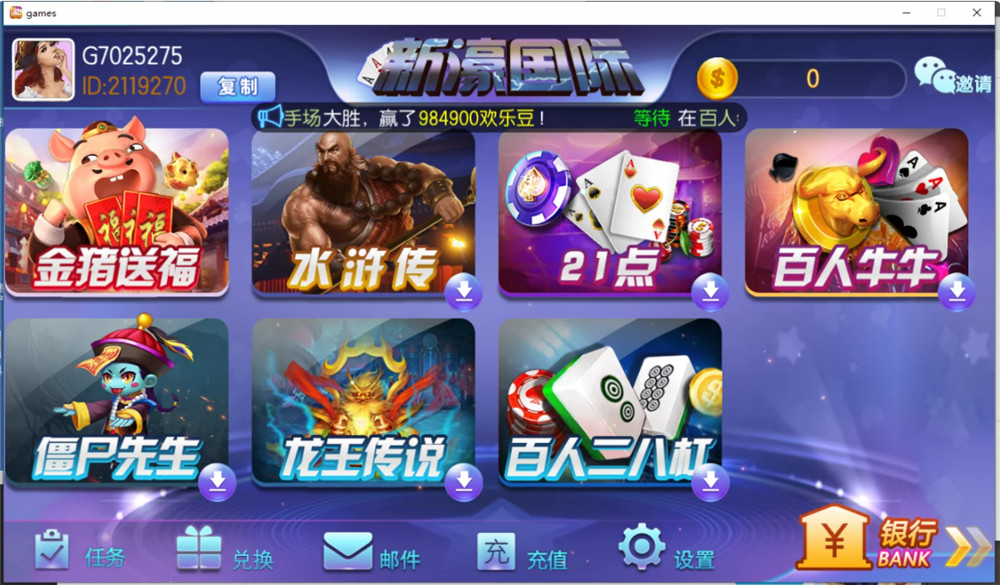 games
G7025275
ID:2119270
复制
新濠国际
0
邀请
手场大胜，赢了984900欢乐豆！
等待 在百人
福福福
金猪送福
水浒传
21点
百人牛牛
僵尸先生
龙王传说
百人二八杠
任务
兑换
邮件
充
充值
设置
¥
银行
BANK